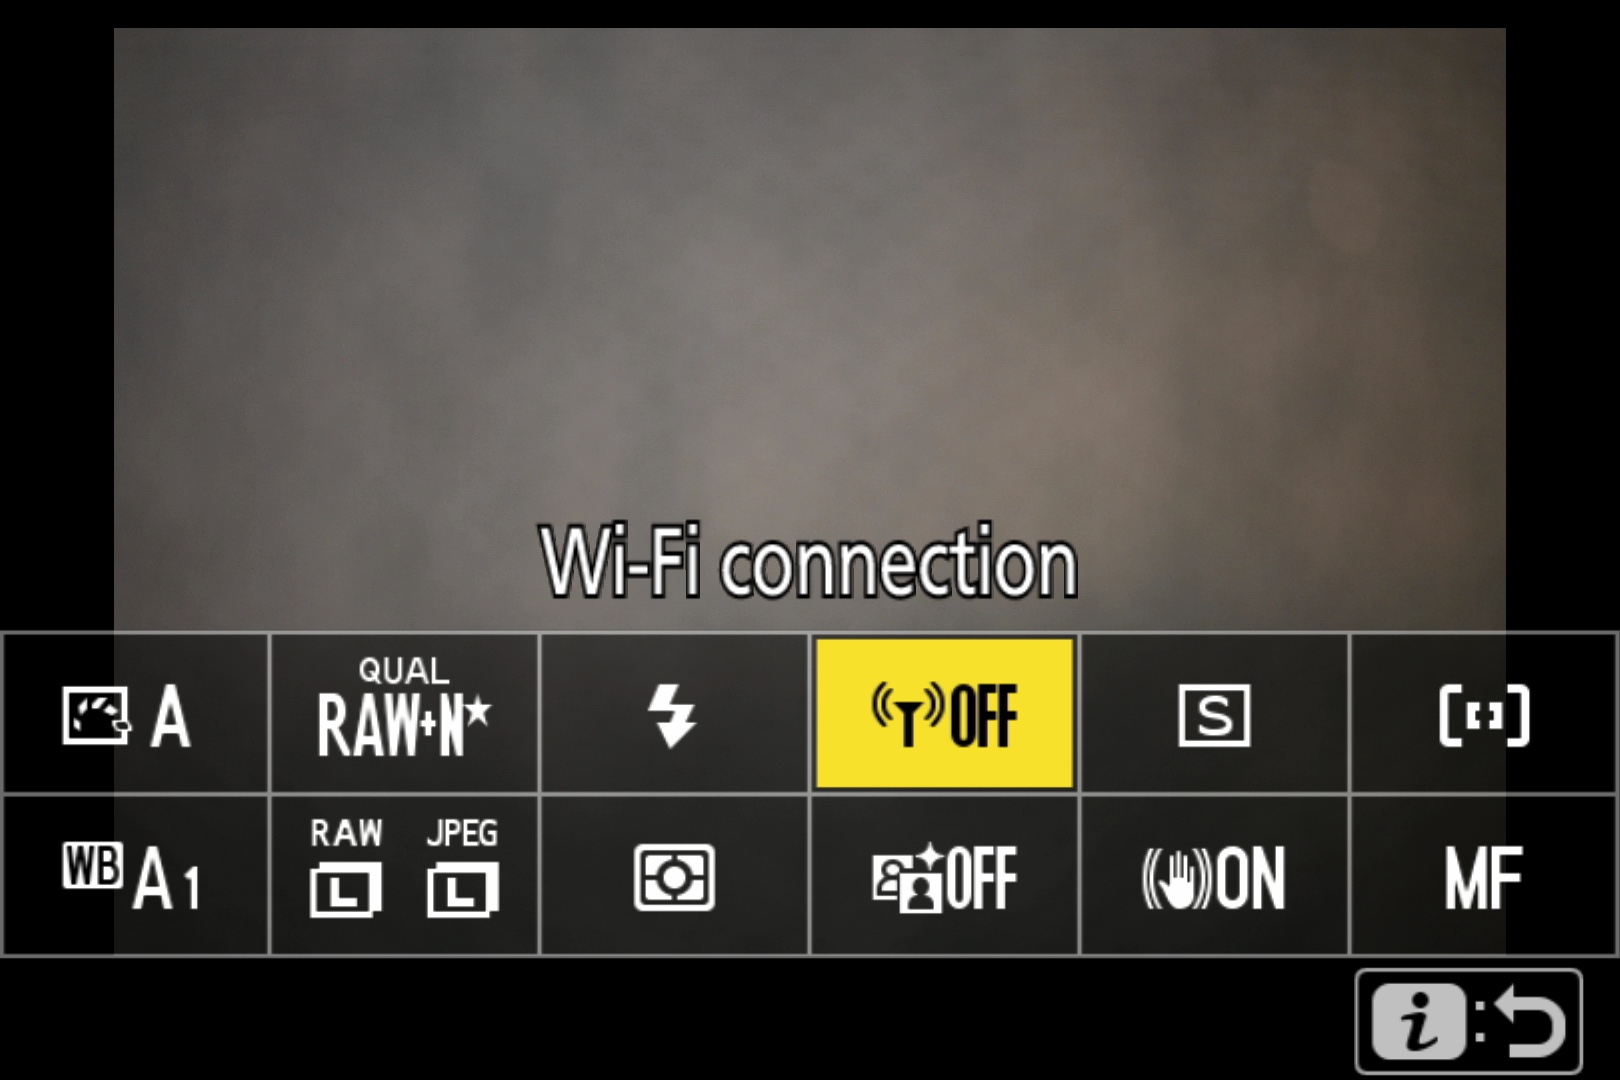 Wi-Fi connection
A
QUAL
RAW+N★
OFF
S
WB A1
RAW JPEG
L L
OFF
ON
MF
i: